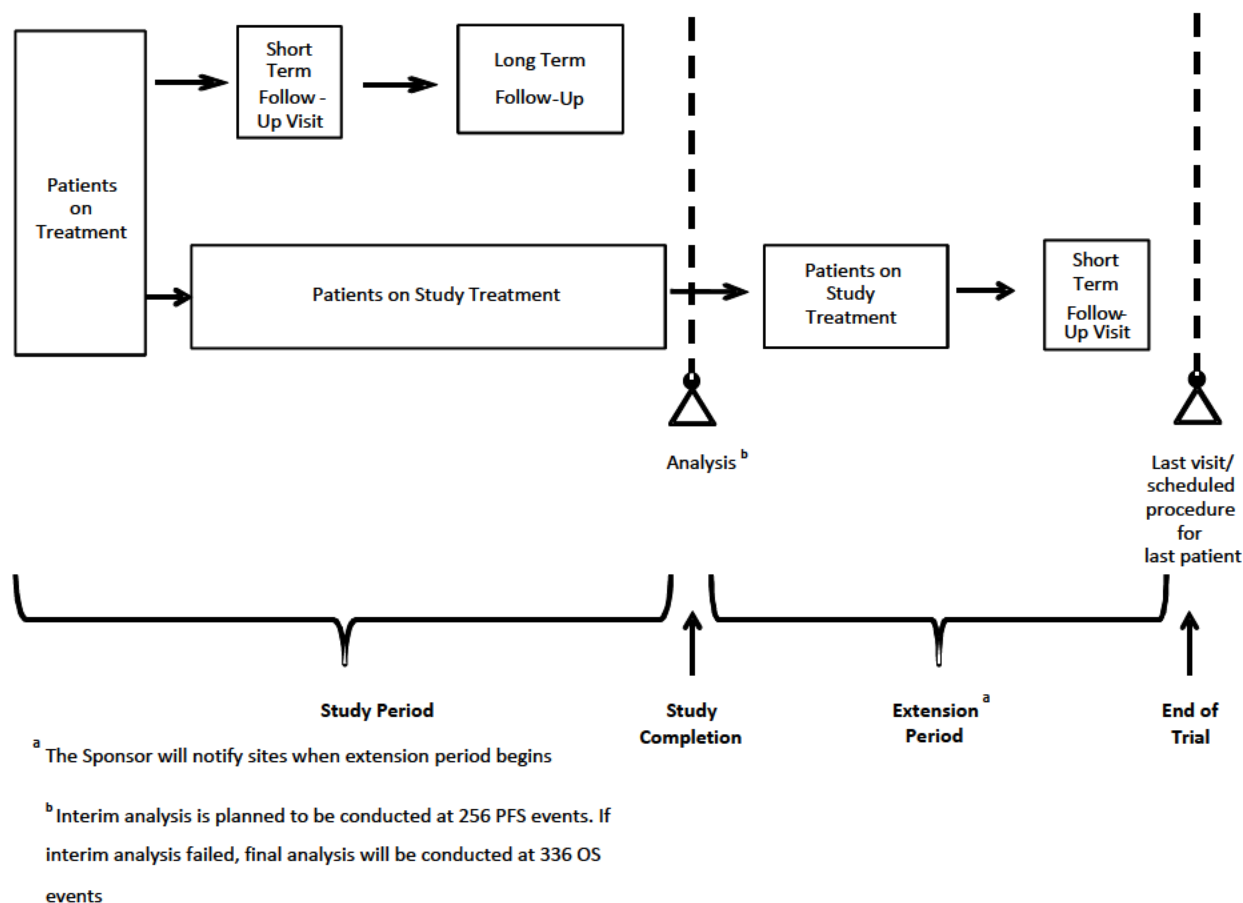 Short
Term
Follow -
Up Visit
Long Term
Follow-Up
Patients
on
Treatment
Patients on Study Treatment
Patients on
Study
Treatment
Short
Term
Follow-
Up Visit
Analysis b
Last visit/
scheduled
procedure
for
last patient
Study Period
Study
Completion
Extension a
Period
End of
Trial
a The Sponsor will notify sites when extension period begins
b Interim analysis is planned to be conducted at 256 PFS events. If
interim analysis failed, final analysis will be conducted at 336 OS
events